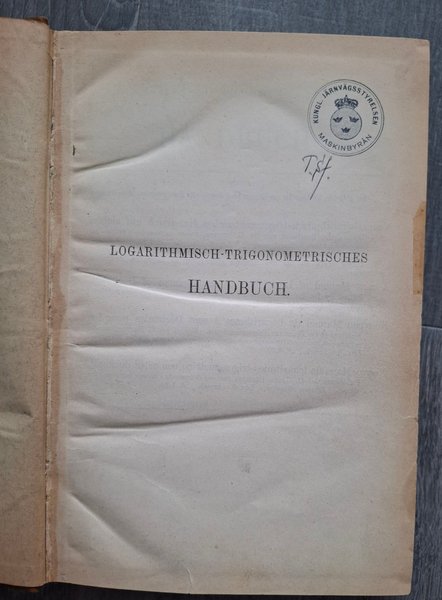 KUNGL. JÄRNVÄGSSTYRELSEN
MASKINBYRÅN
LOGARITHMISCH-TRIGONOMETRISCHES
HANDBUCH.